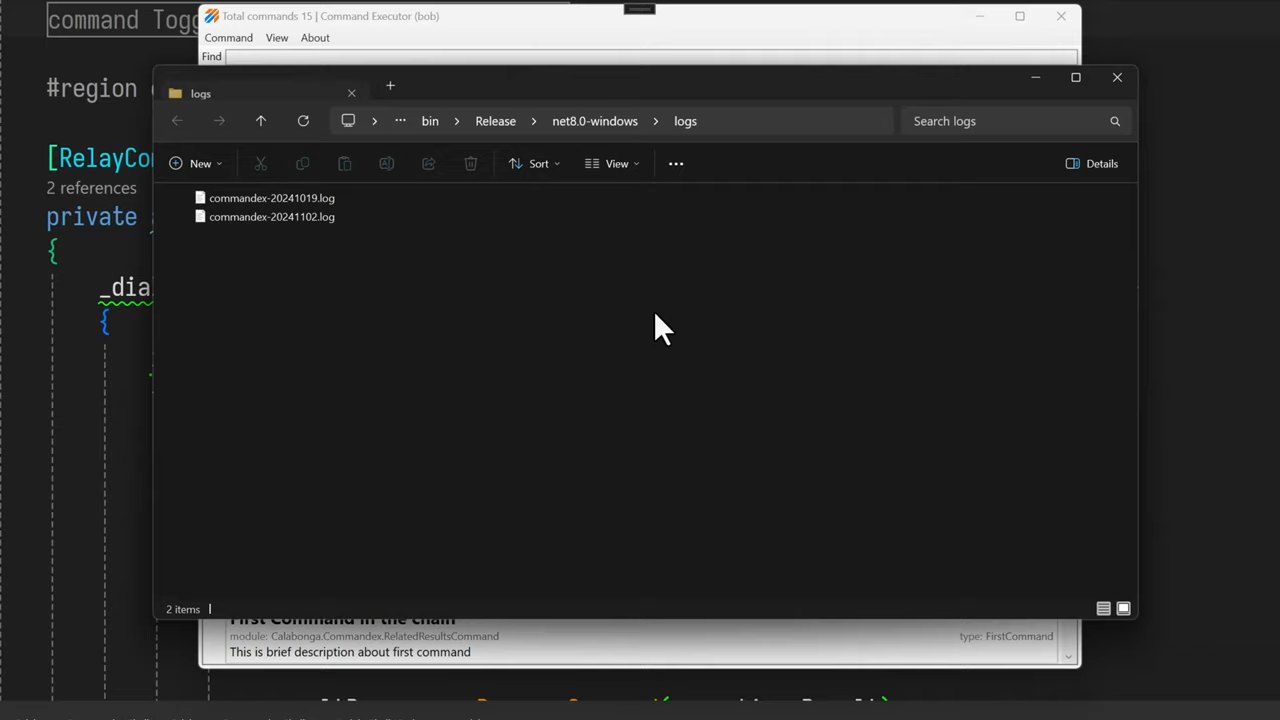 command Togg
Total commands 15 | Command Executor (bob)
Command View About
Find
#region
logs
bin Release net8.0-windows logs
Search logs
[RelayCo
New
Sort
View
Details
2 references
commandex-20241019.log
private
commandex-20241102.log
{
_dia
{
2 items
First Command in the chain
module: Calabonga.Commandex.RelatedResultsCommand
type: FirstCommand
This is brief description about first command